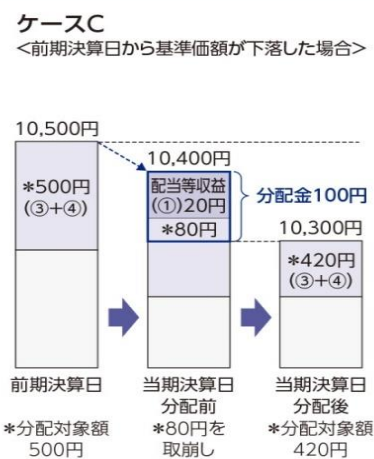 ケースC
<前期決算日から基準価額が下落した場合>
10,500円
*500円
(③+④)
10,400円
配当等収益
(①)20円
*80円
分配金100円
10,300円
*420円
(③+④)
前期決算日
当期決算日
分配前
当期決算日
分配後
*分配対象額
500円
*80円を
取崩し
*分配対象額
420円